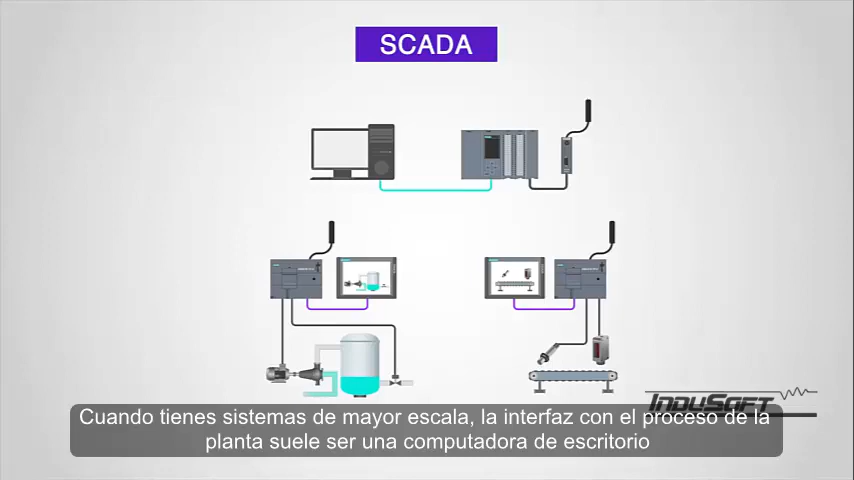 SCADA
InduSoft
Cuando tienes sistemas de mayor escala, la interfaz con el proceso de la
planta suele ser una computadora de escritorio